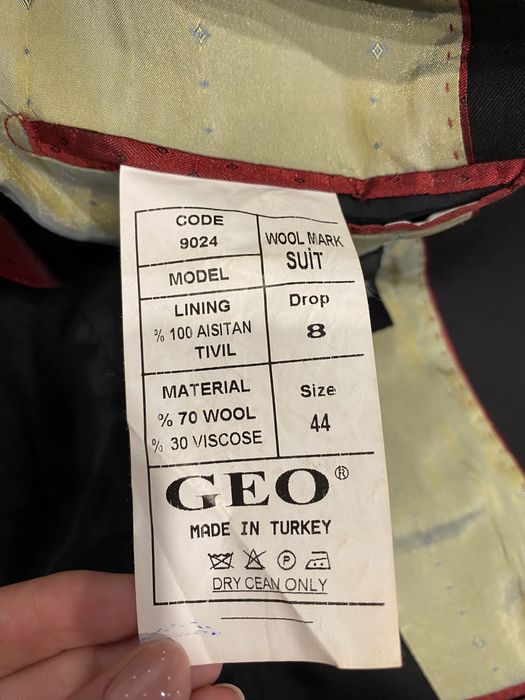 CODE
9024
WOOL MARK
SUİT
MODEL
LINING
% 100 AISITAN
TIVIL
Drop
8
MATERIAL
% 70 WOOL
% 30 VISCOSE
Size
44
GEO®
MADE IN TURKEY
P
DRY CEAN ONLY